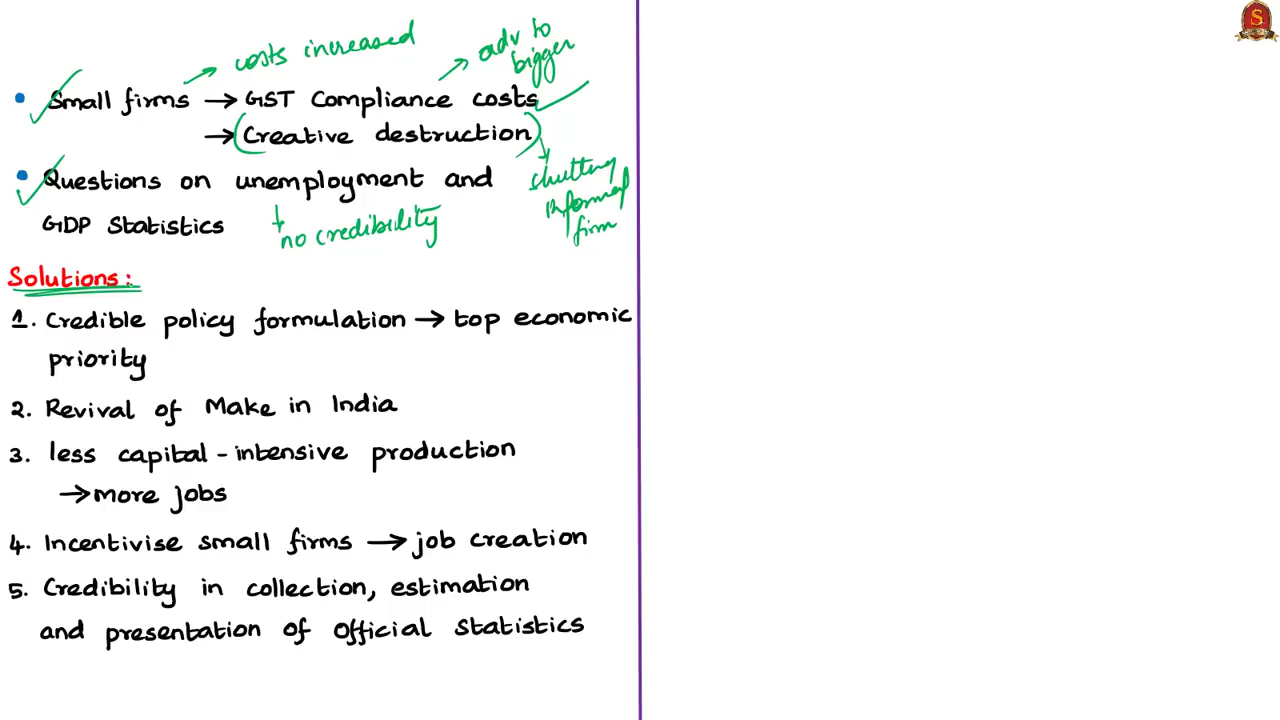 costs increased
adv to
bigger
• Small firms → GST Compliance costs
→ (Creative destruction)
shutting
informal
firm
• Questions on unemployment and
GDP Statistics
no credibility
Solutions:
1. Credible policy formulation → top economic
priority
2. Revival of Make in India
3. less capital-intensive production
→ more jobs
4. Incentivise small firms → job creation
5. Credibility in collection, estimation
and presentation of official statistics
S